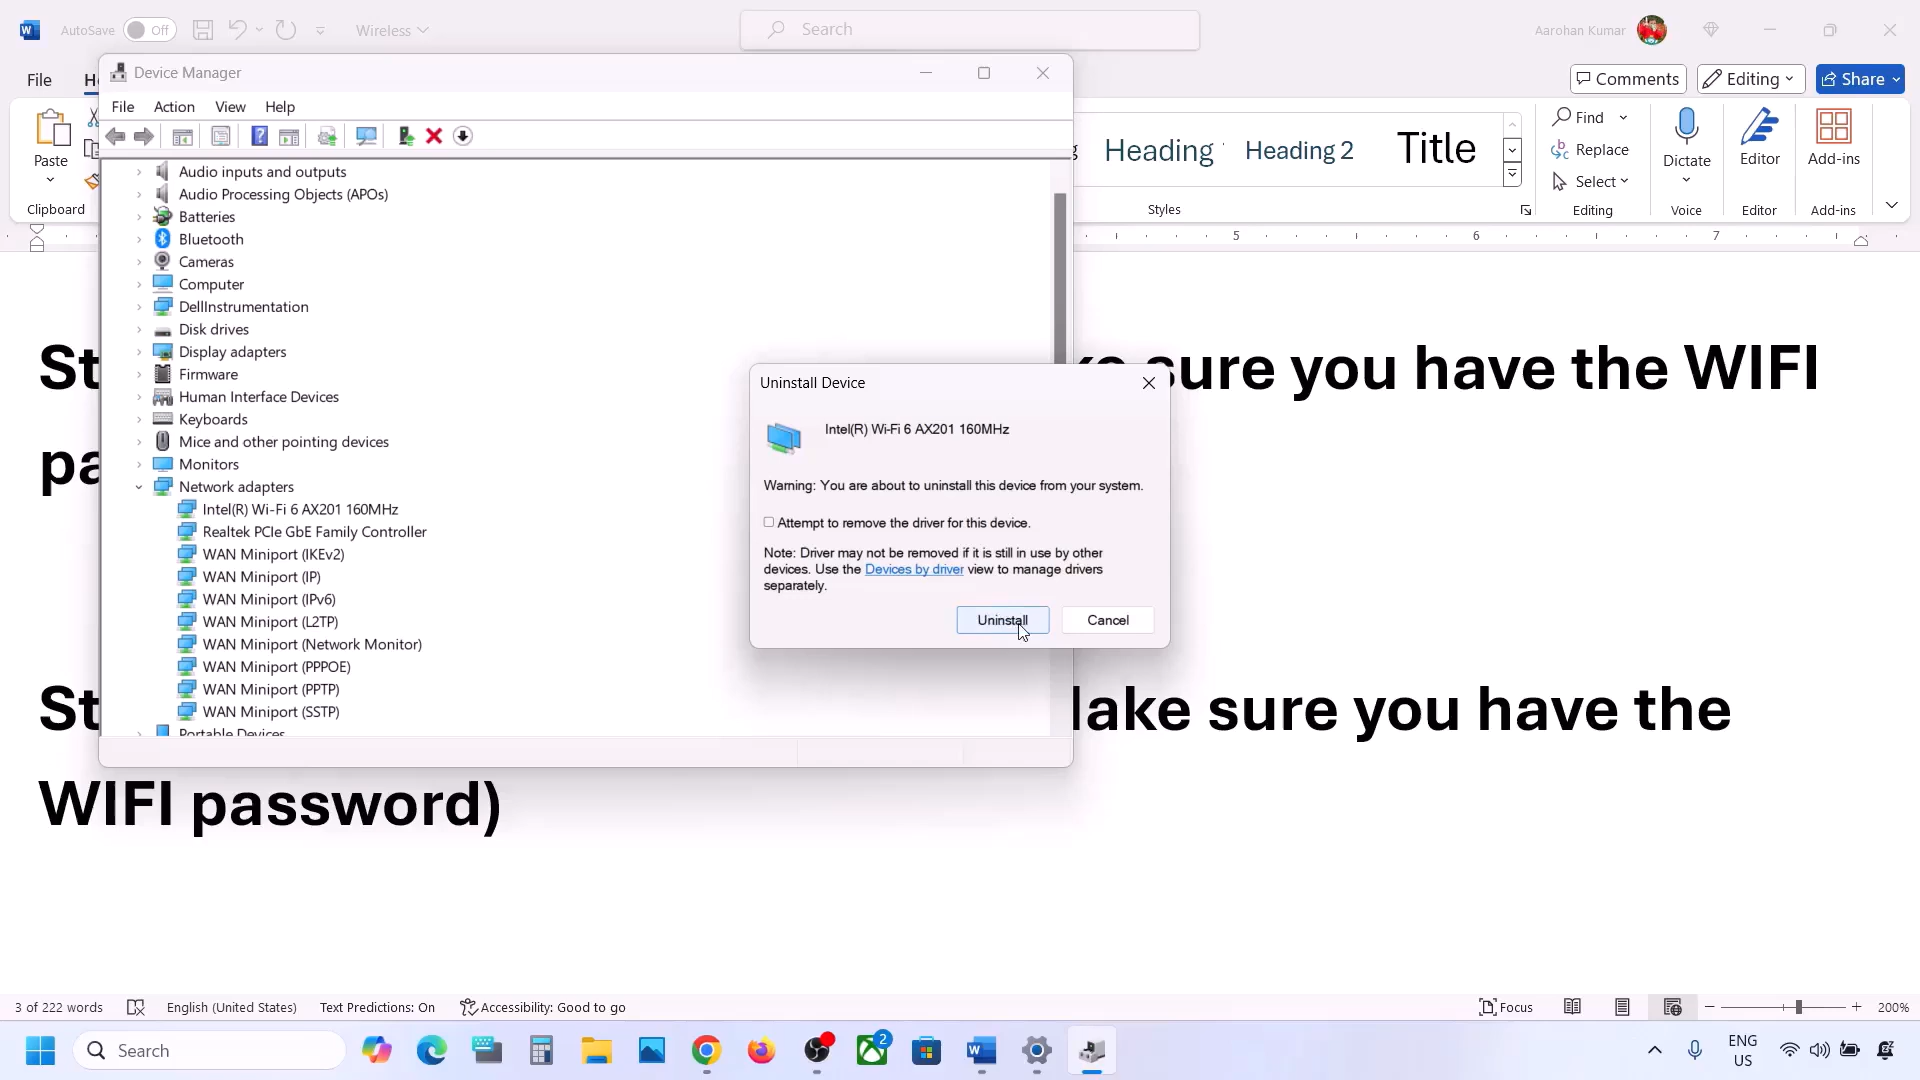 AutoSave Off
Wireless
Search
Aarohan Kumar
File
Comments
Editing
Share
Paste
Clipboard
Heading
Heading 2
Title
Styles
Find
Replace
Select
Editing
Dictate
Voice
Editor
Editor
Add-ins
Add-ins
5 6 7
Device Manager
File Action View Help
Audio inputs and outputs
Audio Processing Objects (APOs)
Batteries
Bluetooth
Cameras
Computer
DellInstrumentation
Disk drives
Display adapters
Firmware
Human Interface Devices
Keyboards
Mice and other pointing devices
Monitors
Network adapters
Intel(R) Wi-Fi 6 AX201 160MHz
Realtek PCIe GbE Family Controller
WAN Miniport (IKEv2)
WAN Miniport (IP)
WAN Miniport (IPv6)
WAN Miniport (L2TP)
WAN Miniport (Network Monitor)
WAN Miniport (PPPOE)
WAN Miniport (PPTP)
WAN Miniport (SSTP)
Portable Devices
Uninstall Device
Intel(R) Wi-Fi 6 AX201 160MHz
Warning: You are about to uninstall this device from your system.
Attempt to remove the driver for this device.
Note: Driver may not be removed if it is still in use by other
devices. Use the Devices by driver view to manage drivers
separately.
Uninstall Cancel
sure you have the WIFI
ake sure you have the
WIFI password)
3 of 222 words
English (United States)
Text Predictions: On
Accessibility: Good to go
Focus
200%
Search
2
ENG
US